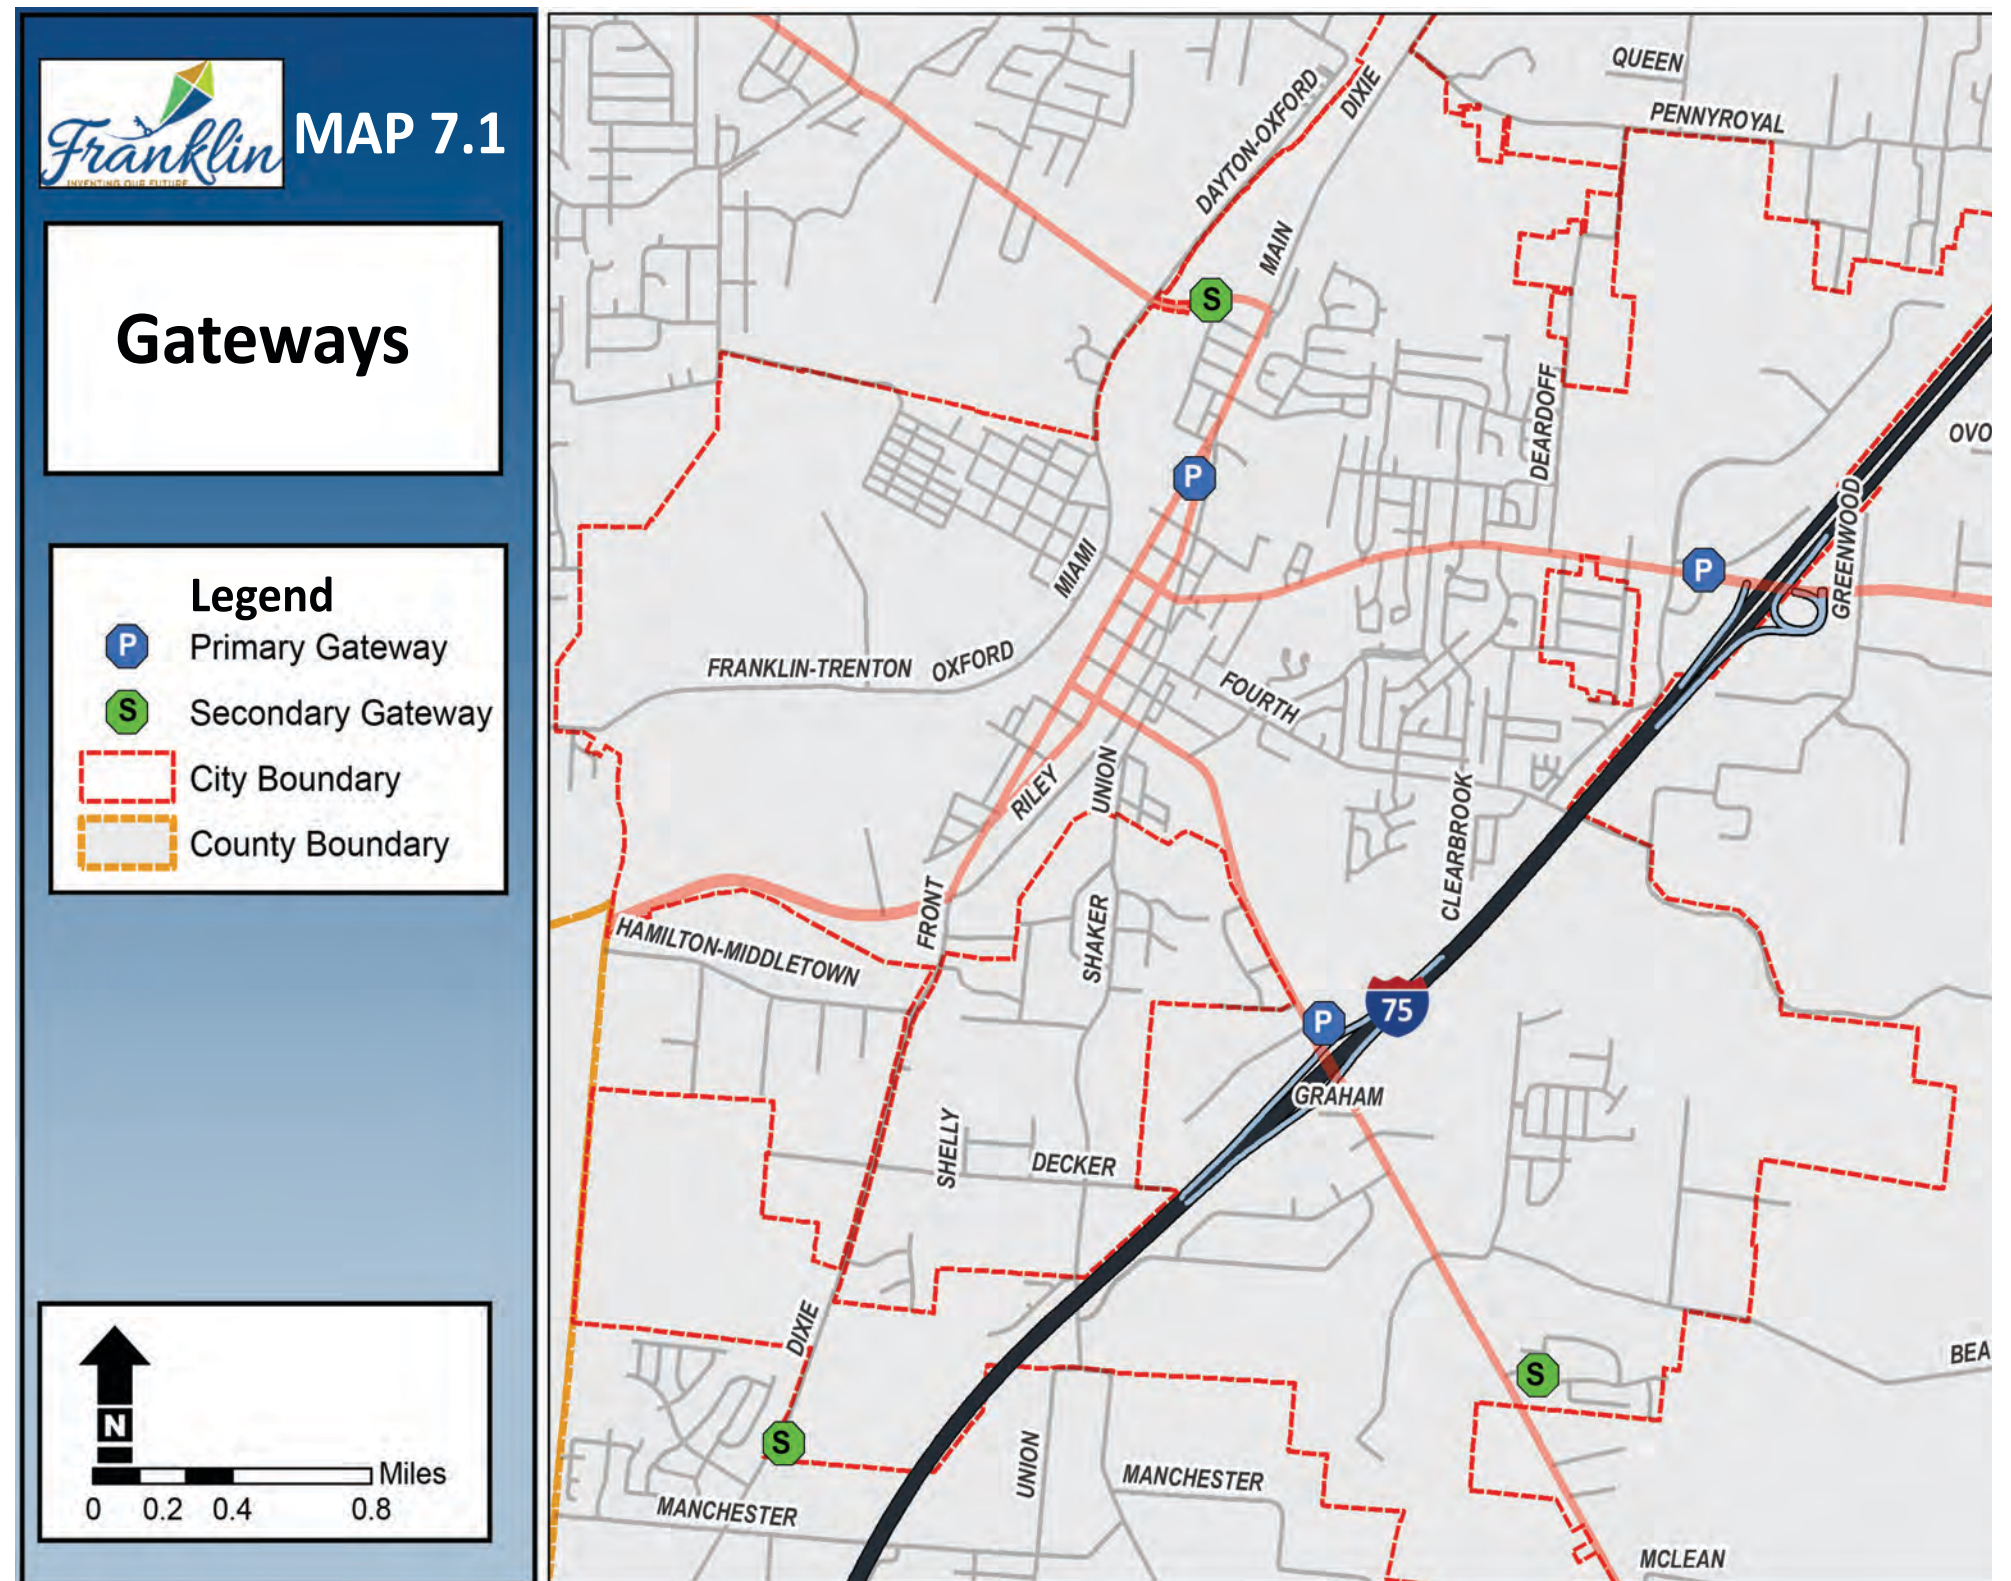 Franklin
INVENTING OUR FUTURE
MAP 7.1
Gateways
Legend
P Primary Gateway
S Secondary Gateway
City Boundary
County Boundary
N
Miles
0 0.2 0.4 0.8
QUEEN
PENNYROYAL
DAYTON-OXFORD
DIXIE
MAIN
S
DEARDOFF
OVO
P
GREENWOOD
MIAMI
P
FRANKLIN-TRENTON
OXFORD
FOURTH
RILEY
UNION
CLEARBROOK
FRONT
SHAKER
HAMILTON-MIDDLETOWN
75
P
GRAHAM
SHELLY
DECKER
DIXIE
BEA
S
S
UNION
MANCHESTER
MANCHESTER
MCLEAN